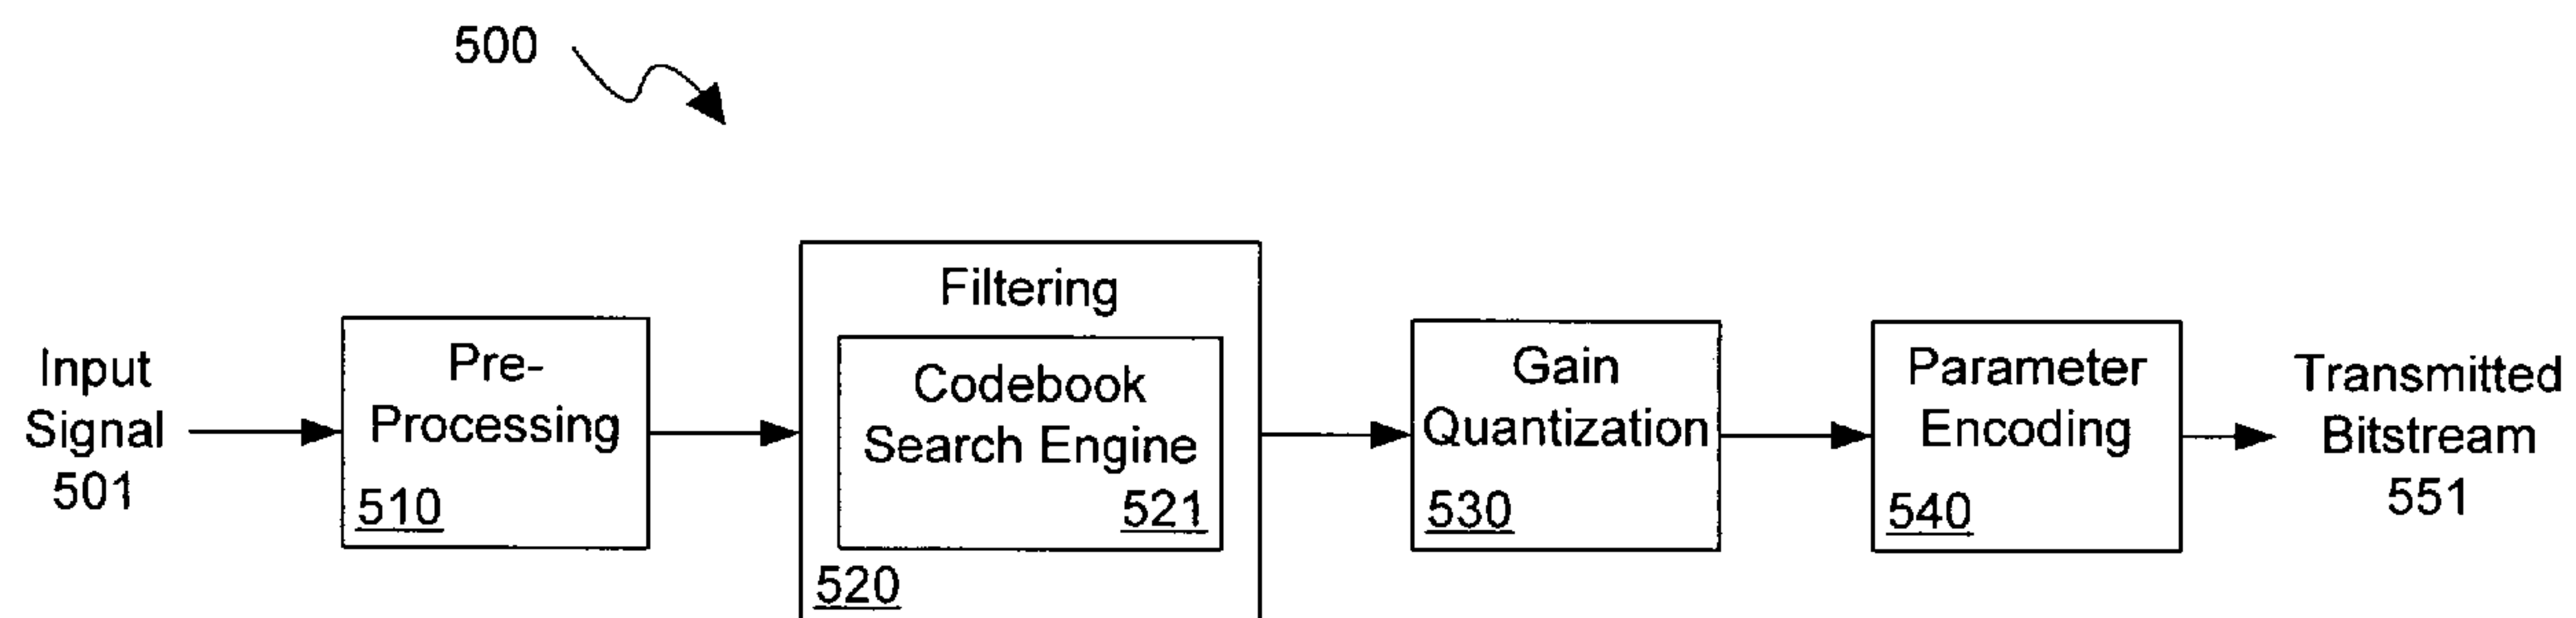 500
Input
Signal
501
Pre-
Processing
510
Filtering
Codebook
Search Engine
521
520
Gain
Quantization
530
Parameter
Encoding
540
Transmitted
Bitstream
551